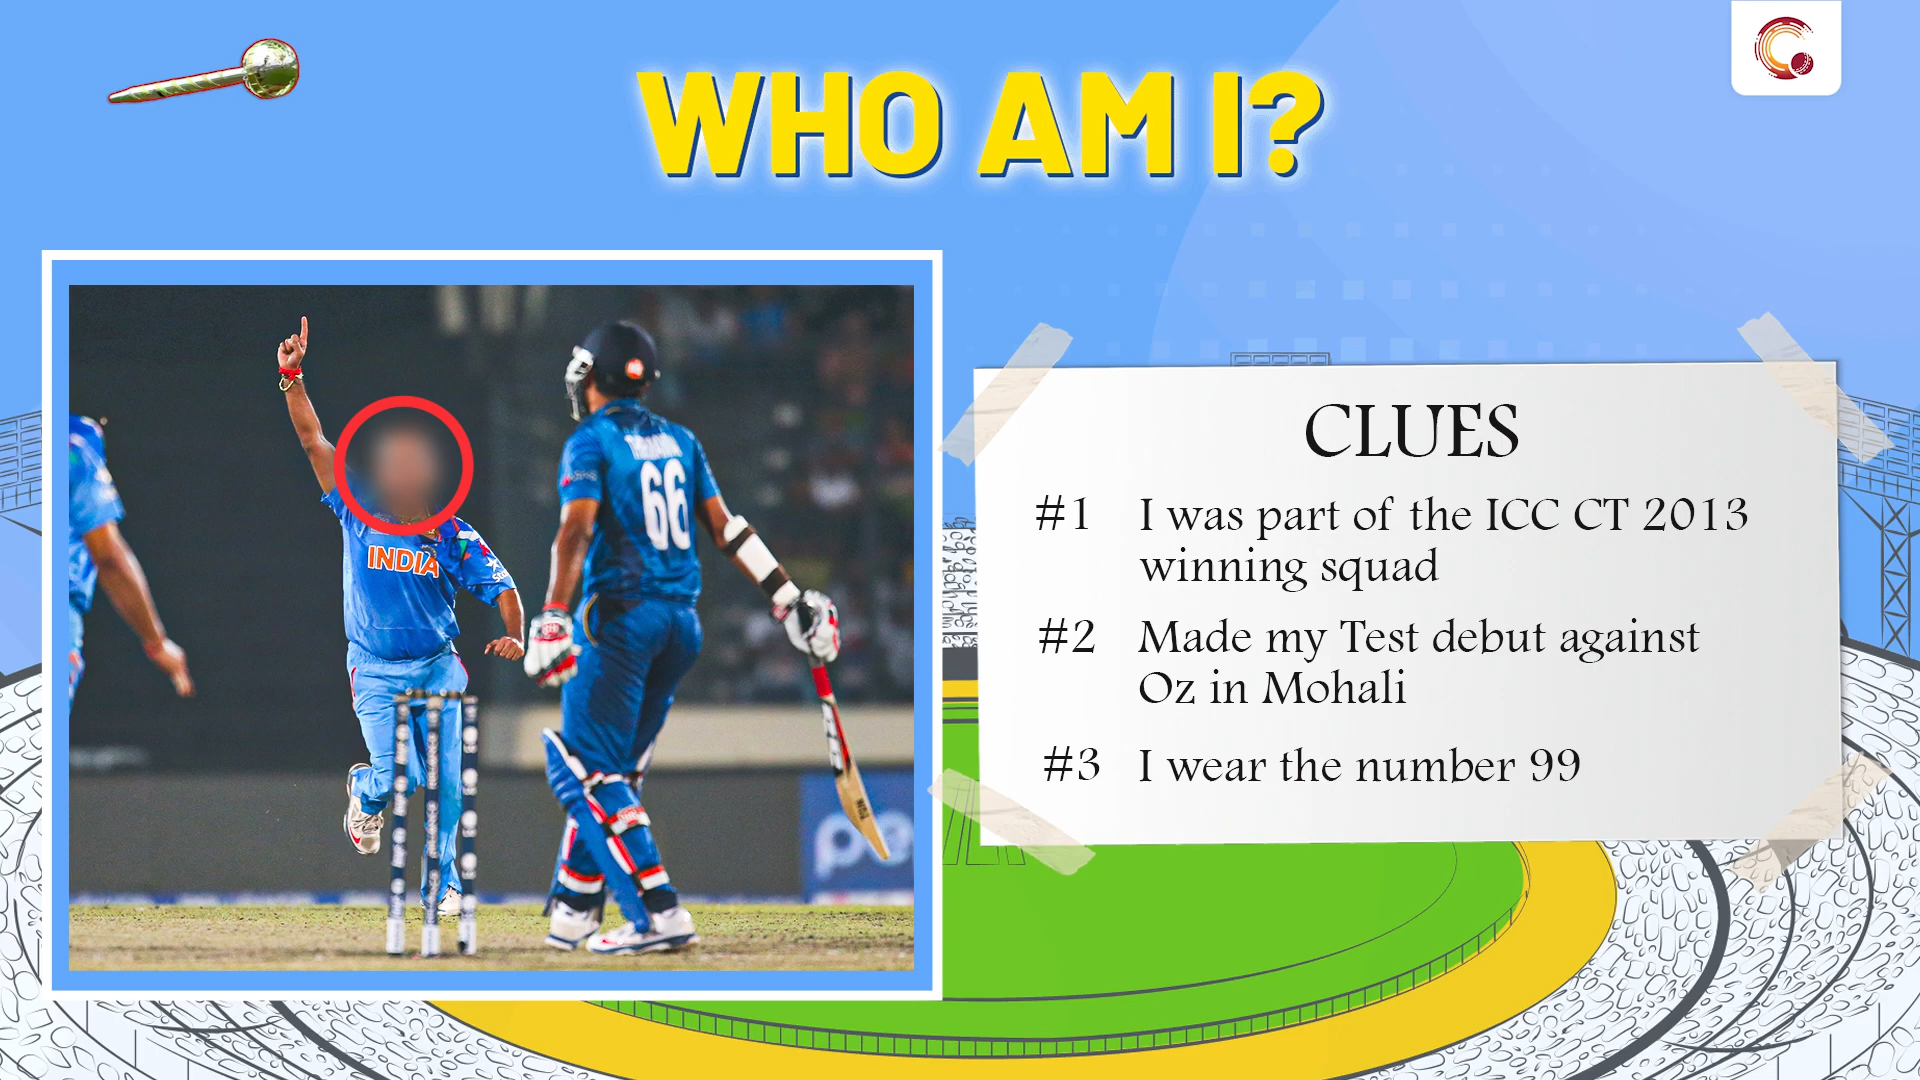 WHO AM I?
CLUES
#1 I was part of the ICC CT 2013
winning squad
#2 Made my Test debut against
Oz in Mohali
#3 I wear the number 99
INDIA
66